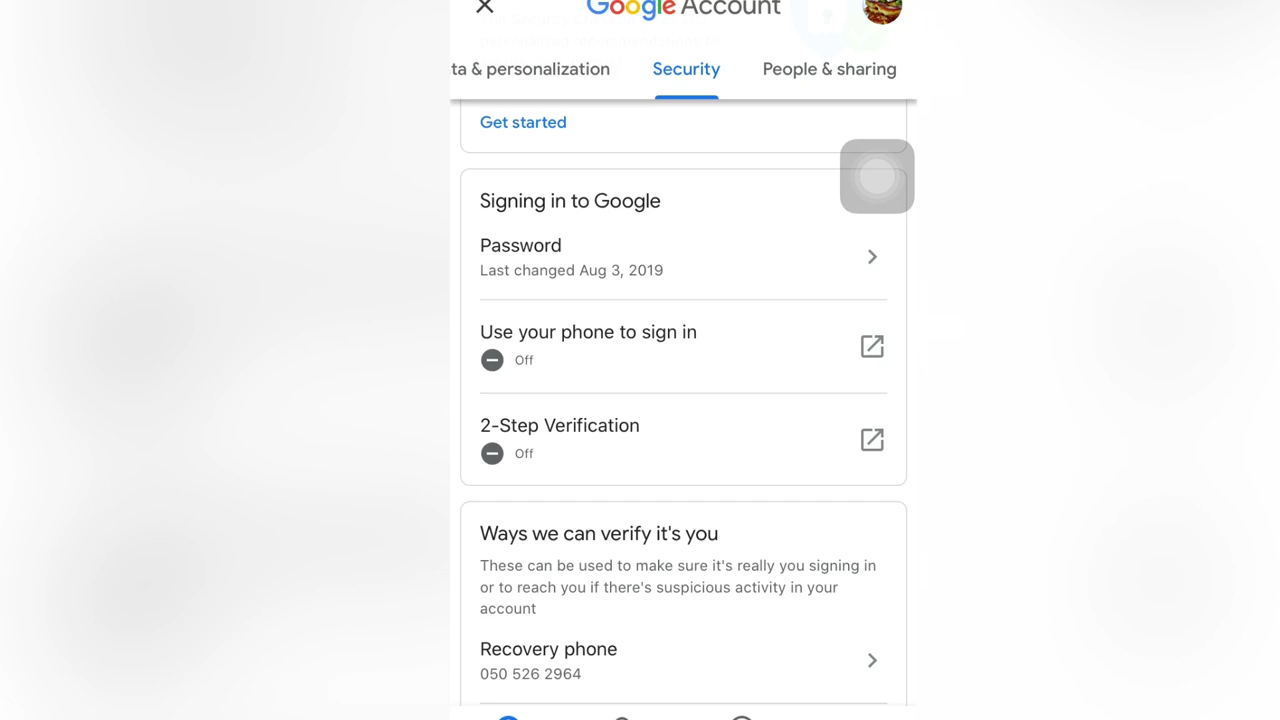 Google Account
ta & personalization
Security
People & sharing
Get started
Signing in to Google
Password
Last changed Aug 3, 2019
Use your phone to sign in
Off
2-Step Verification
Off
Ways we can verify it's you
These can be used to make sure it's really you signing in
or to reach you if there's suspicious activity in your
account
Recovery phone
050 526 2964